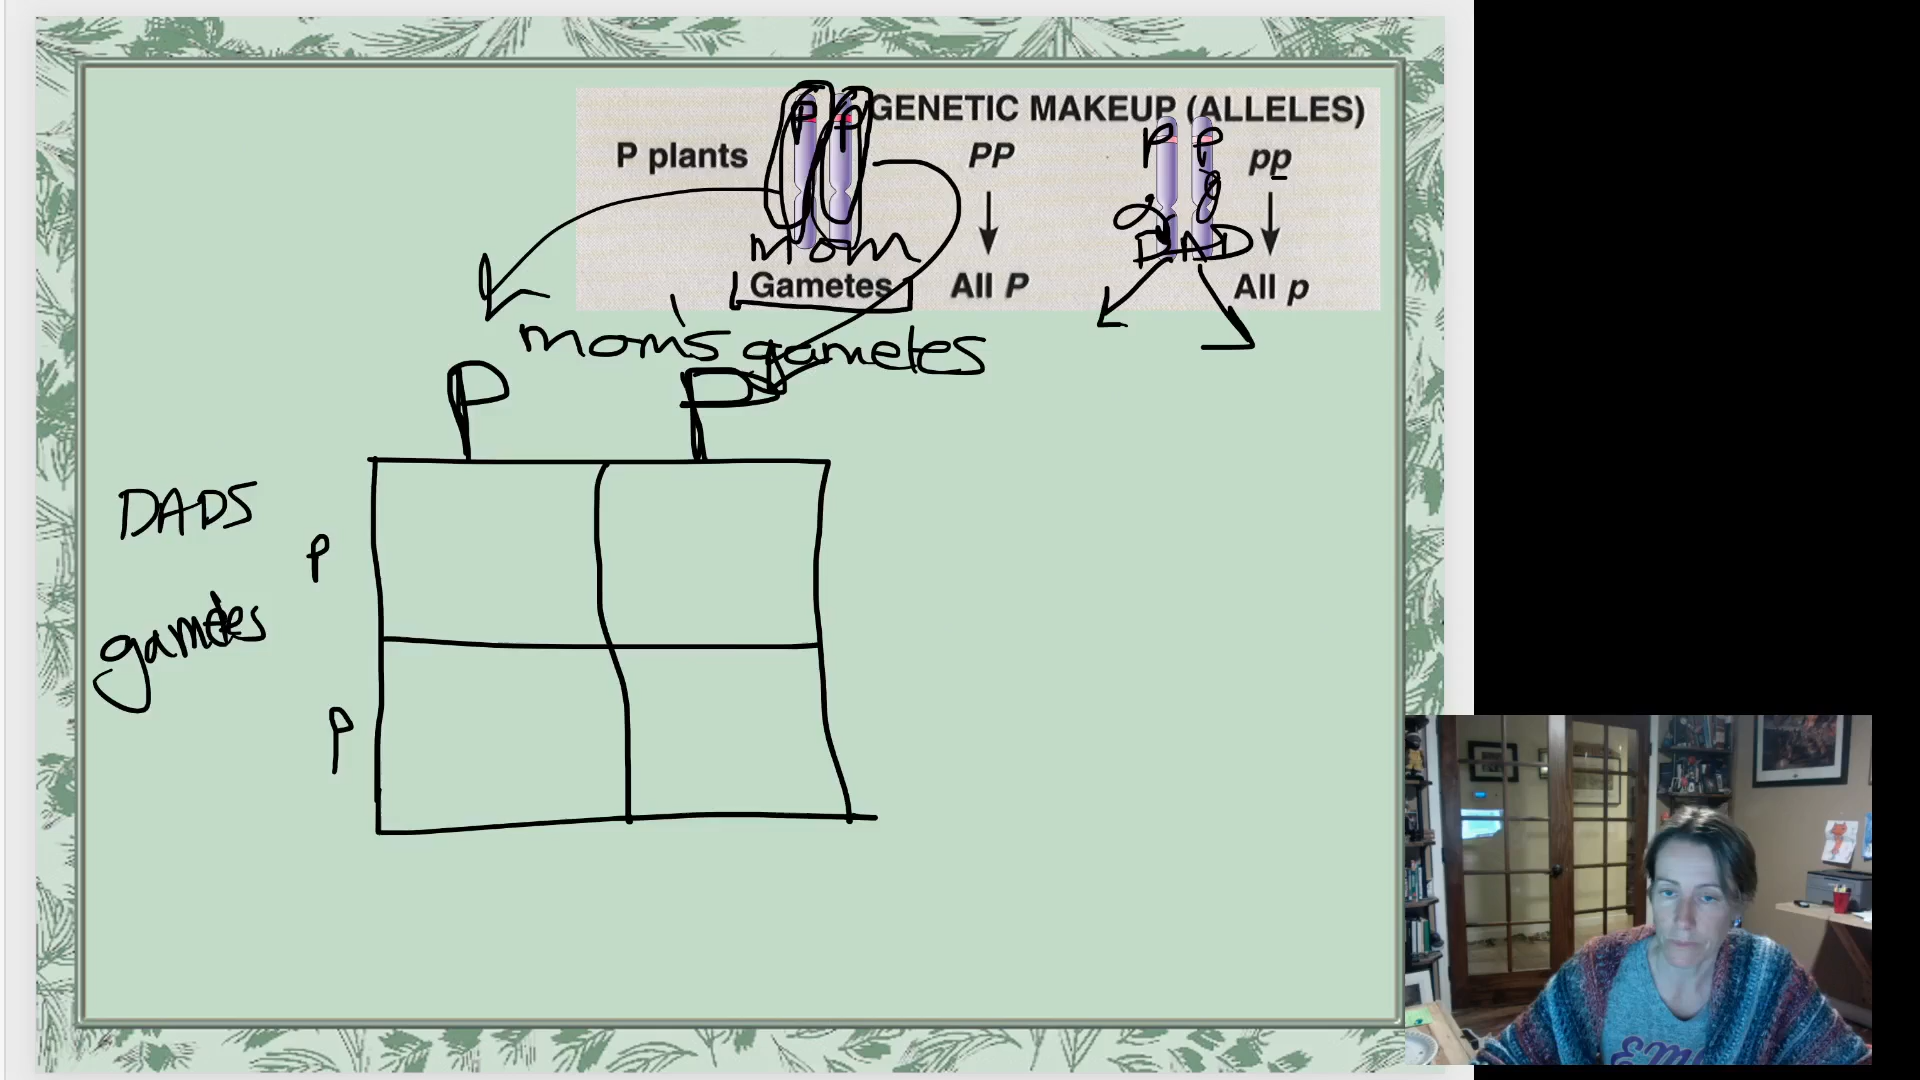 P P GENETIC MAKEUP (ALLELES)
P plants PP p p pp
mom DAD
Gametes All P All p
mom's gametes
P P
DADS
p
gametes
p